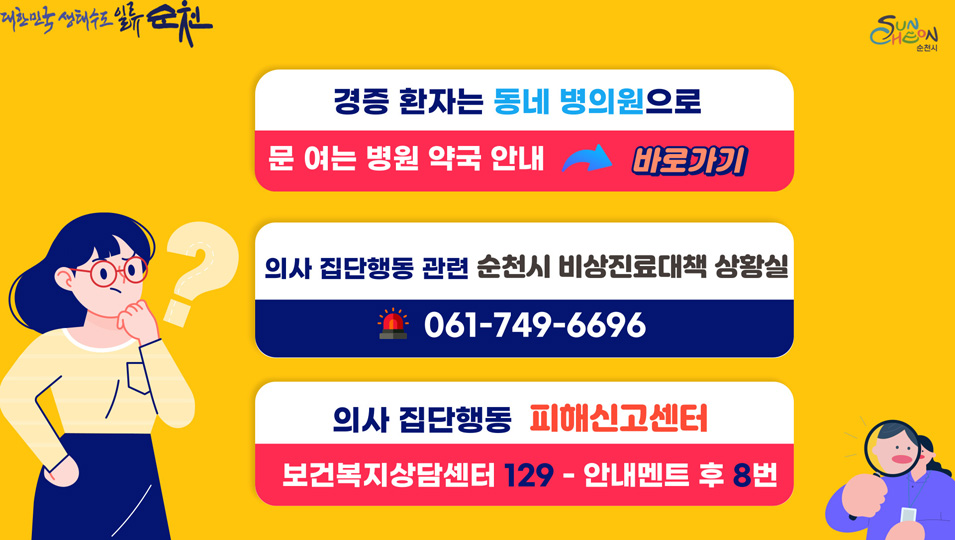 대한민국 생태수도 일류 순천
SUN
CHEON
순천시
경증 환자는 동네 병의원으로
문 여는 병원 약국 안내 바로가기
의사 집단행동 관련 순천시 비상진료대책 상황실
061-749-6696
의사 집단행동 피해신고센터
보건복지상담센터 129 - 안내멘트 후 8번